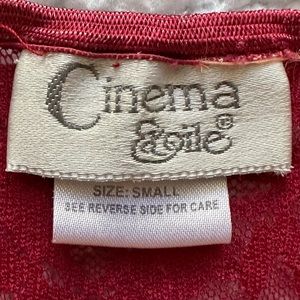 Cinema
Etoile®
SIZE: SMALL
SEE REVERSE SIDE FOR CARE